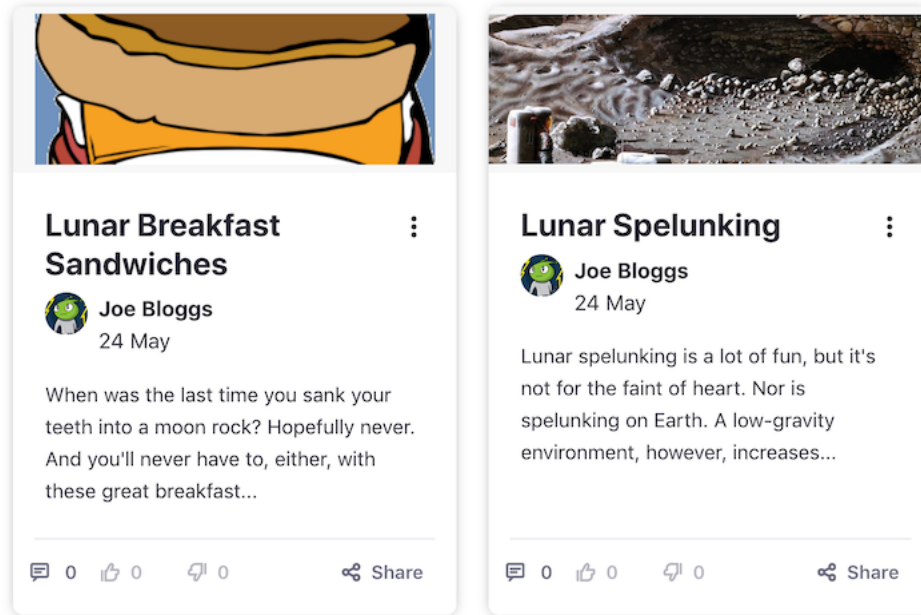 Lunar Breakfast
Sandwiches
Joe Bloggs
24 May
When was the last time you sank your
teeth into a moon rock? Hopefully never.
And you'll never have to, either, with
these great breakfast...
0 0 0 Share
Lunar Spelunking
Joe Bloggs
24 May
Lunar spelunking is a lot of fun, but it's
not for the faint of heart. Nor is
spelunking on Earth. A low-gravity
environment, however, increases...
0 0 0 Share